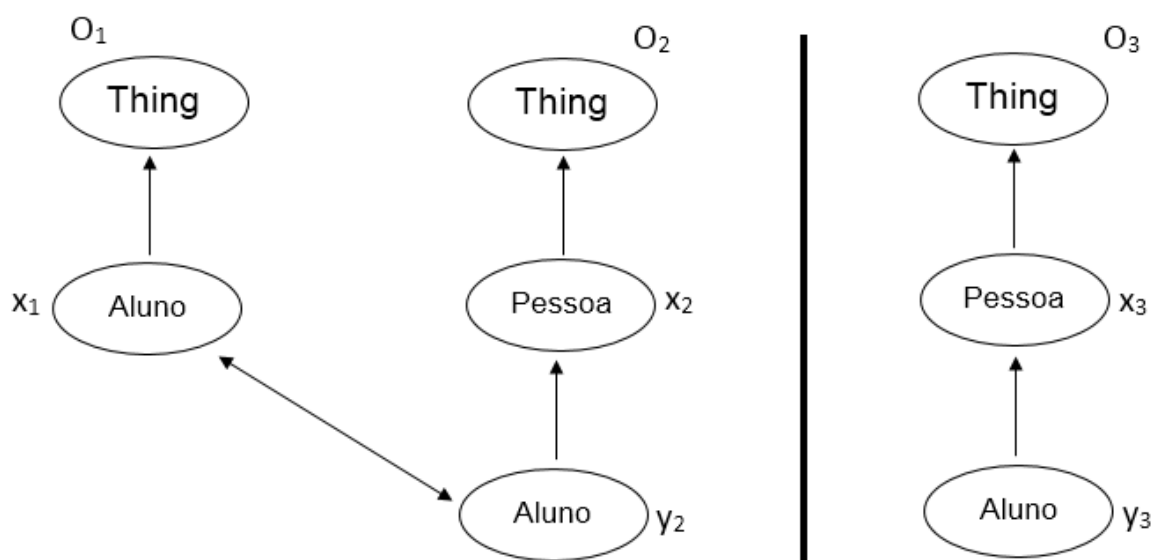 O₁
O₂
O₃
Thing
Thing
Thing
x₁
Aluno
Pessoa
x₂
Pessoa
x₃
Aluno
y₂
Aluno
y₃